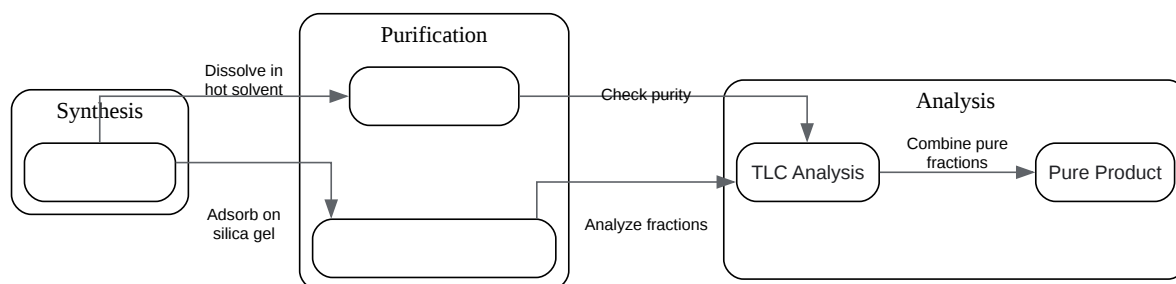 Purification
Dissolve in
hot solvent
Synthesis
Check purity
Analysis
Combine pure
fractions
TLC Analysis
Pure Product
Adsorb on
silica gel
Analyze fractions